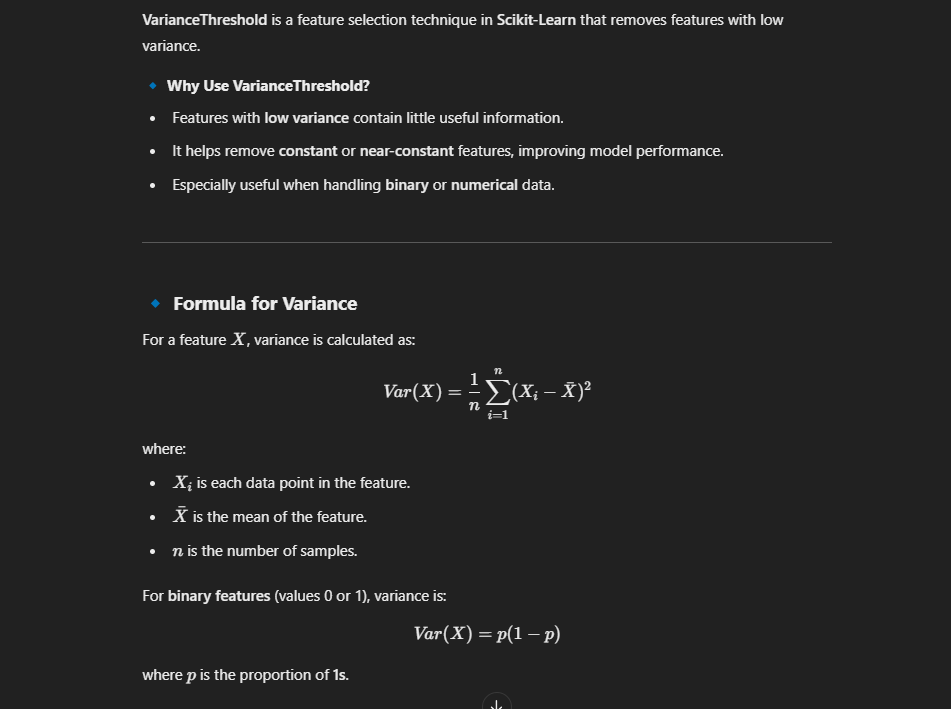 VarianceThreshold is a feature selection technique in Scikit-Learn that removes features with low
variance.
Why Use VarianceThreshold?
• Features with low variance contain little useful information.
• It helps remove constant or near-constant features, improving model performance.
• Especially useful when handling binary or numerical data.
Formula for Variance
For a feature X, variance is calculated as:
Var(X) = \frac{1}{n} \sum_{i=1}^{n} (X_i − \bar{X})^2
where:
• X_i is each data point in the feature.
• \bar{X} is the mean of the feature.
• n is the number of samples.
For binary features (values 0 or 1), variance is:
Var(X) = p(1 − p)
where p is the proportion of 1s.